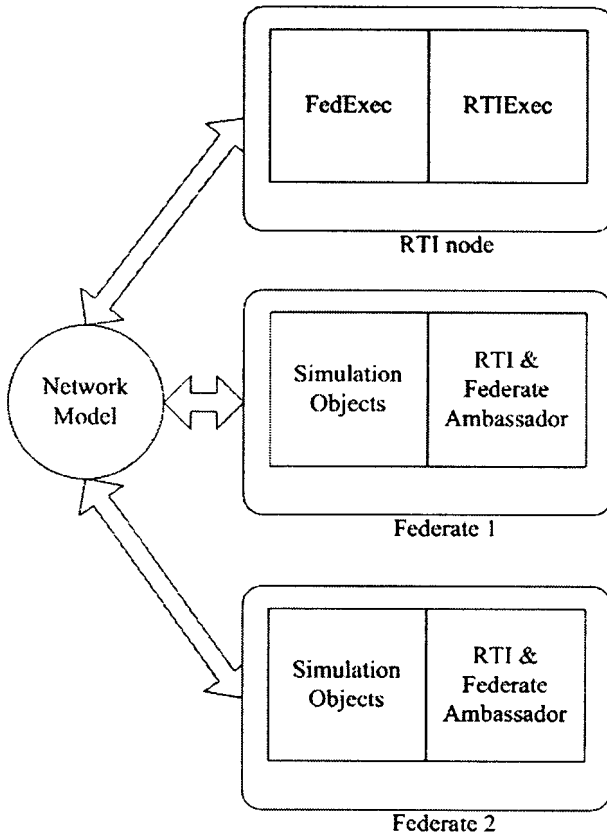 FedExec
RTIExec
RTI node
Network
Model
Simulation
Objects
RTI &
Federate
Ambassador
Federate 1
Simulation
Objects
RTI &
Federate
Ambassador
Federate 2